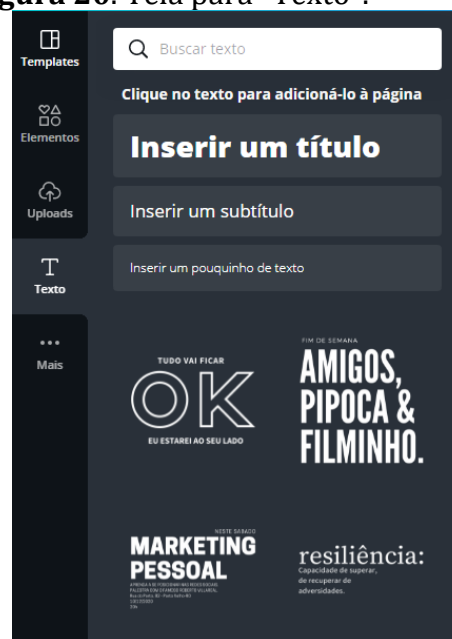 gura 20. Tela para "Texto".
Templates
Elementos
Uploads
Texto
Mais
Buscar texto
Clique no texto para adicioná-lo à página
Inserir um título
Inserir um subtítulo
Inserir um pouquinho de texto
TUDO VAI FICAR
OK
EU ESTAREI AO SEU LADO
FIM DE SEMANA
AMIGOS,
PIPOCA &
FILMINHO.
NESTE SÁBADO
MARKETING
PESSOAL
resiliência:
Capacidade de superar,
de recuperar de
adversidades.